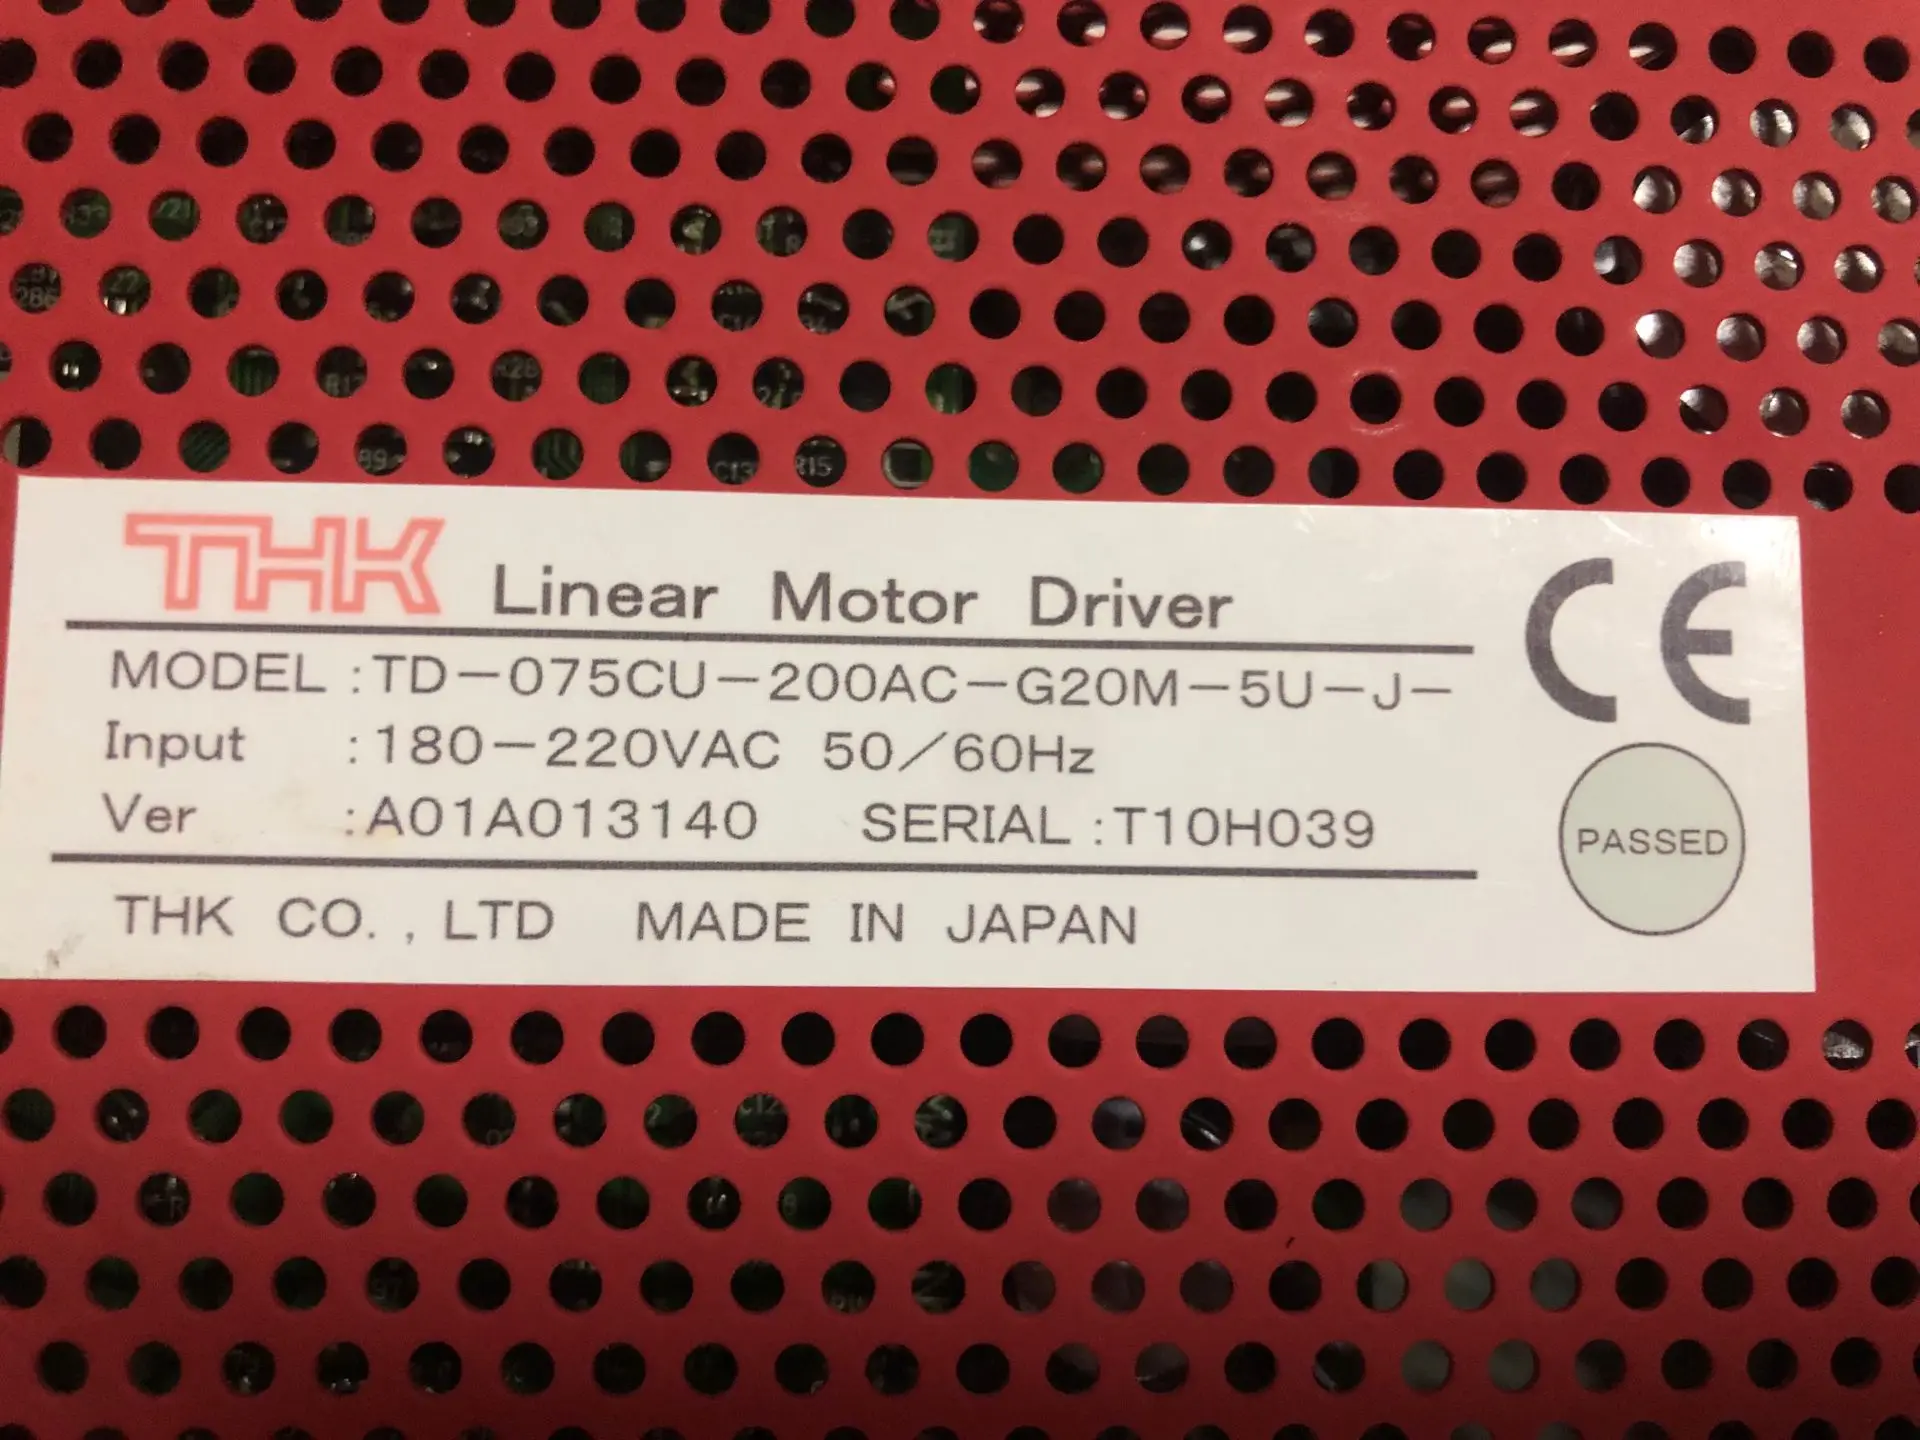 THK Linear Motor Driver
CE
MODEL :TD-075CU-200AC-G20M-5U-J-
Input :180-220VAC 50/60Hz
Ver :A01A013140 SERIAL :T10H039
PASSED
THK CO., LTD MADE IN JAPAN